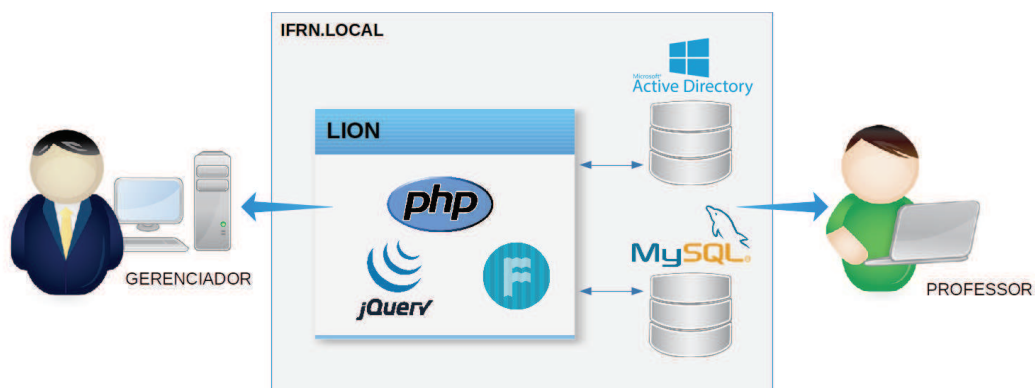 IFRN.LOCAL
Microsoft®
Active Directory
LION
php
jQuery
F
MySQL®
GERENCIADOR
PROFESSOR